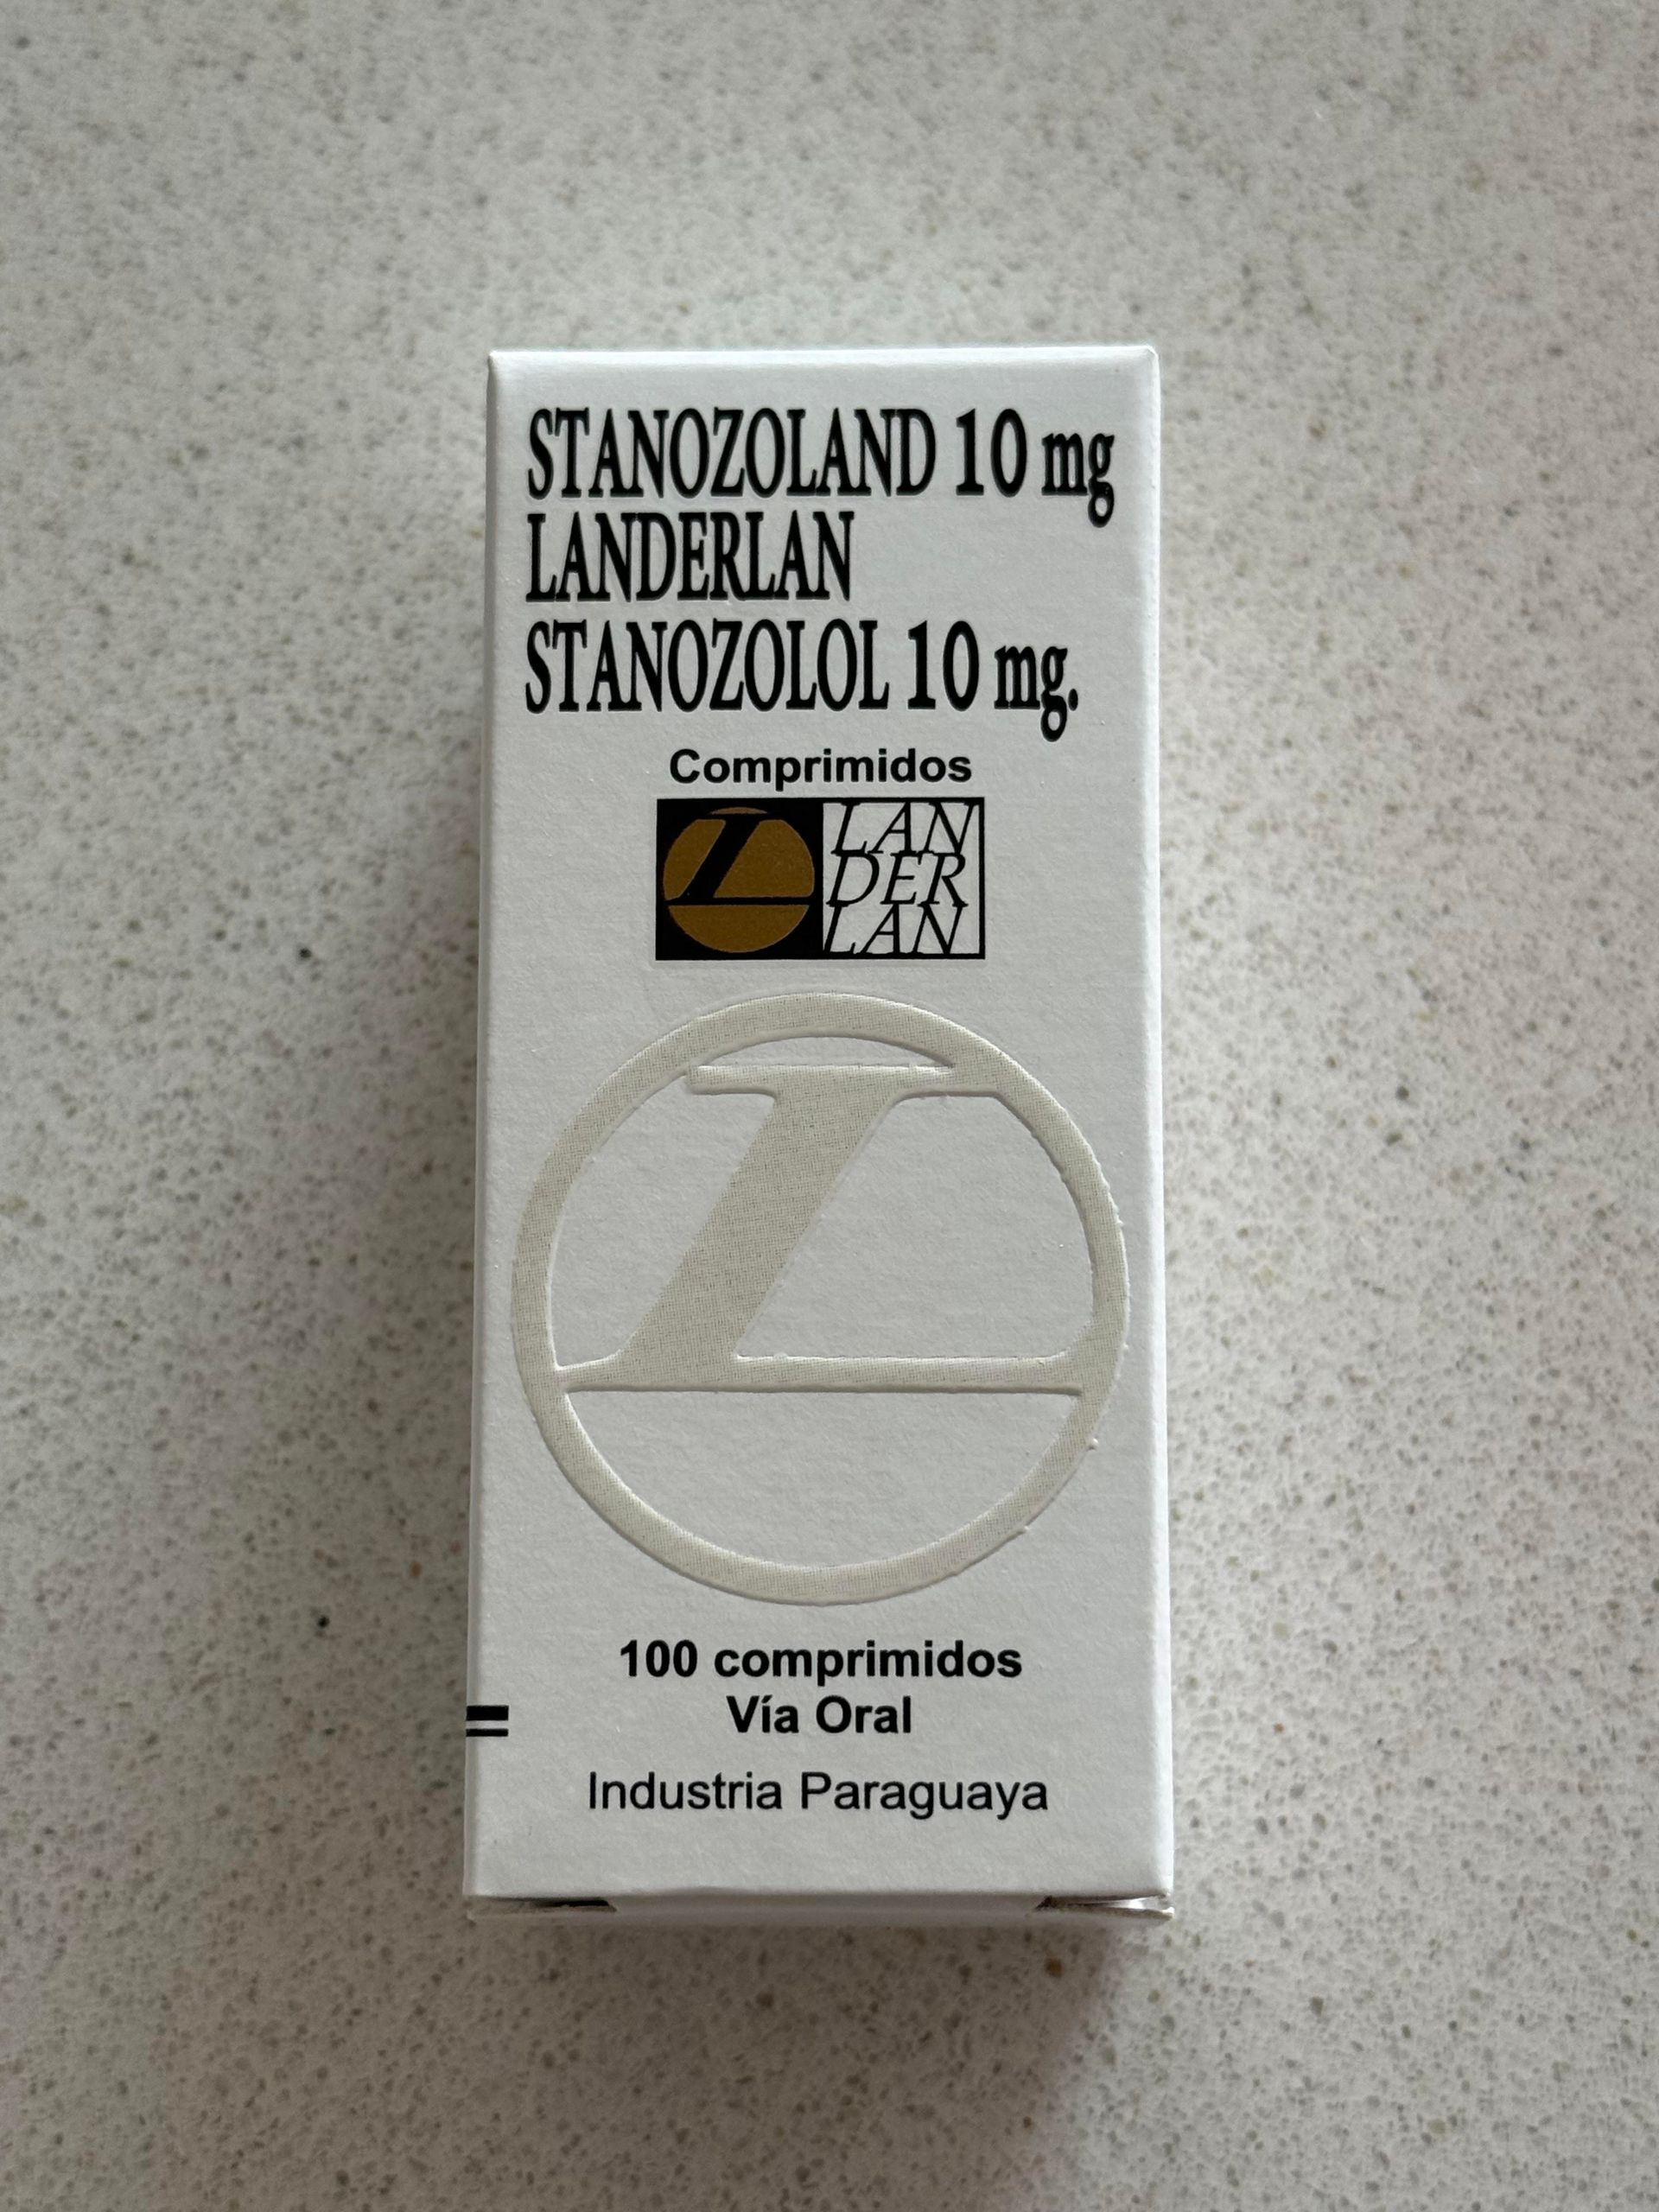 STANOZOLAND 10 mg
LANDERLAN
STANOZOLOL 10 mg.
Comprimidos
L
LAN
DER
LAN
L
100 comprimidos
Vía Oral
Industria Paraguaya